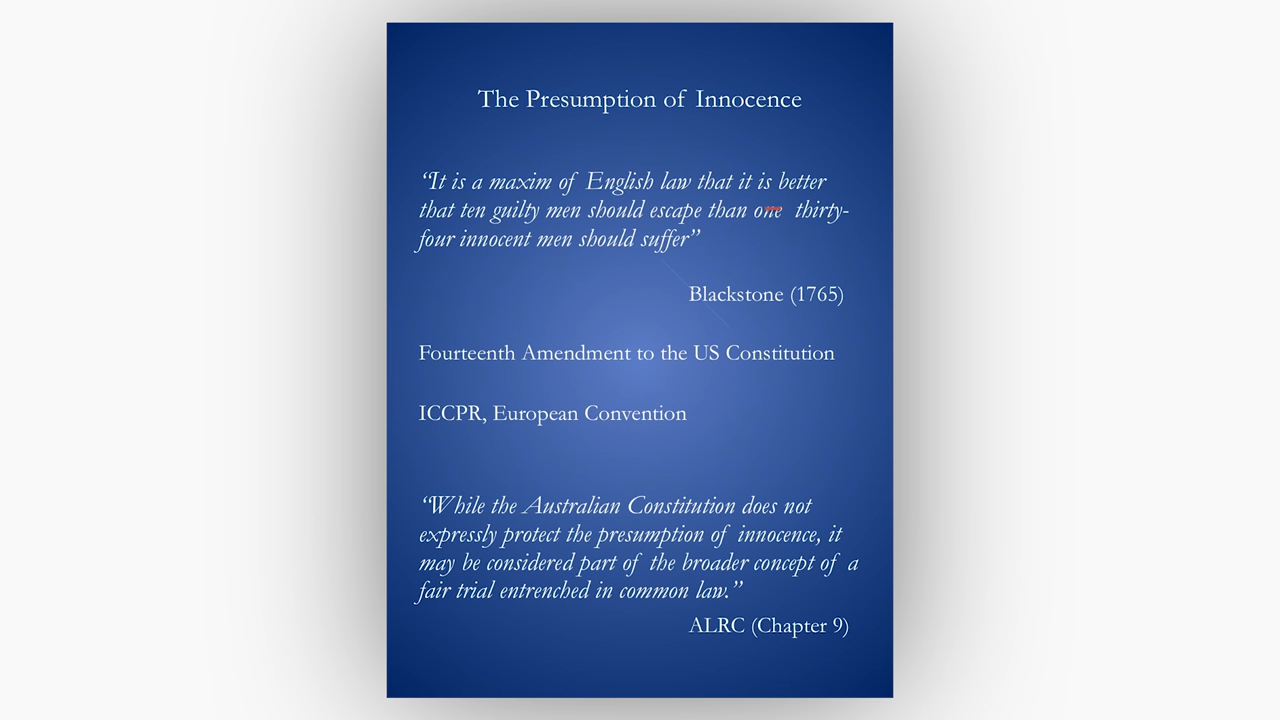 The Presumption of Innocence
“It is a maxim of English law that it is better
that ten guilty men should escape than one thirty-
four innocent men should suffer”
Blackstone (1765)
Fourteenth Amendment to the US Constitution
ICCPR, European Convention
“While the Australian Constitution does not
expressly protect the presumption of innocence, it
may be considered part of the broader concept of a
fair trial entrenched in common law.”
ALRC (Chapter 9)